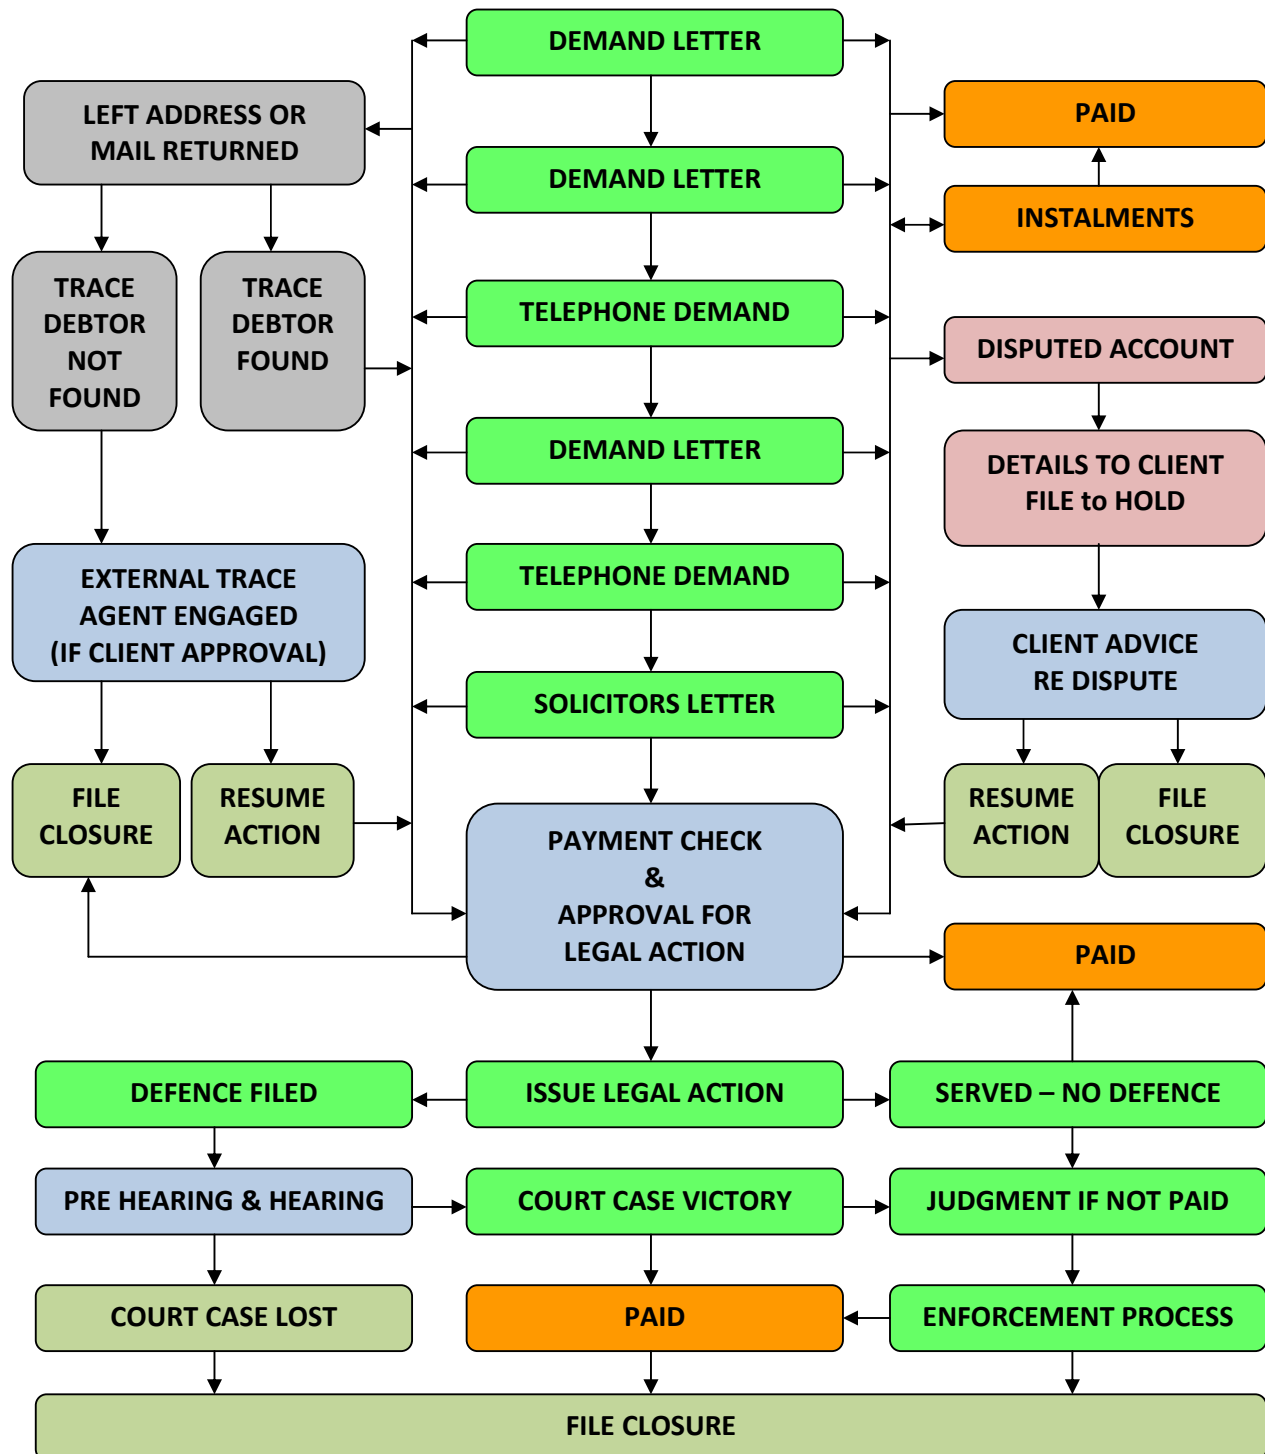 DEMAND LETTER
LEFT ADDRESS OR
MAIL RETURNED
PAID
DEMAND LETTER
INSTALMENTS
TRACE
DEBTOR
NOT
FOUND
TRACE
DEBTOR
FOUND
TELEPHONE DEMAND
DISPUTED ACCOUNT
DEMAND LETTER
DETAILS TO CLIENT
FILE to HOLD
EXTERNAL TRACE
AGENT ENGAGED
(IF CLIENT APPROVAL)
TELEPHONE DEMAND
CLIENT ADVICE
RE DISPUTE
SOLICITORS LETTER
FILE
CLOSURE
RESUME
ACTION
PAYMENT CHECK
&
APPROVAL FOR
LEGAL ACTION
RESUME
ACTION
FILE
CLOSURE
PAID
DEFENCE FILED
ISSUE LEGAL ACTION
SERVED – NO DEFENCE
PRE HEARING & HEARING
COURT CASE VICTORY
JUDGMENT IF NOT PAID
COURT CASE LOST
PAID
ENFORCEMENT PROCESS
FILE CLOSURE